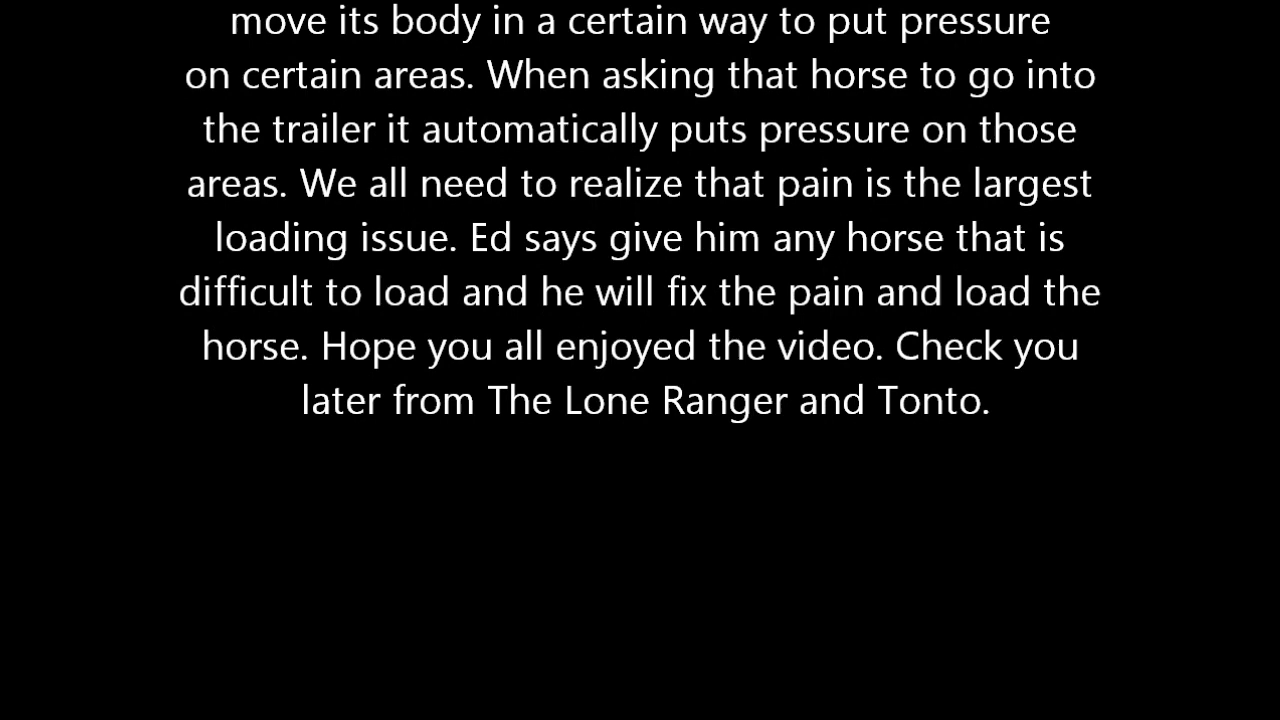 move its body in a certain way to put pressure
on certain areas. When asking that horse to go into
the trailer it automatically puts pressure on those
areas. We all need to realize that pain is the largest
loading issue. Ed says give him any horse that is
difficult to load and he will fix the pain and load the
horse. Hope you all enjoyed the video. Check you
later from The Lone Ranger and Tonto.